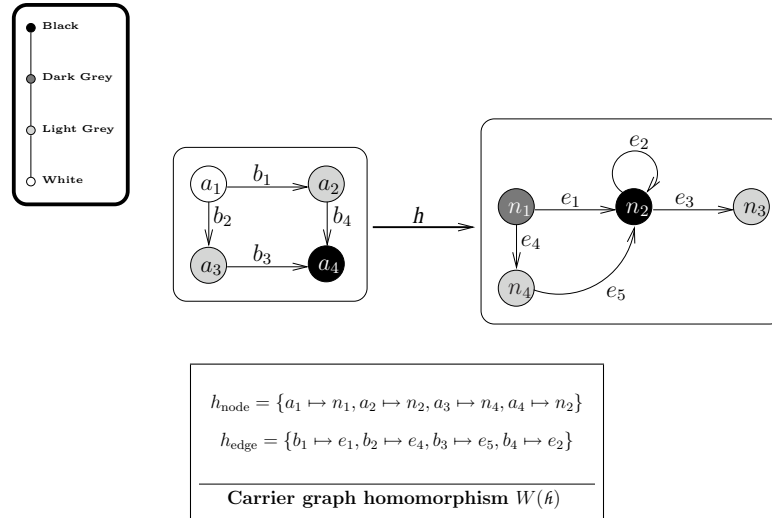 Black
Dark Grey
Light Grey
White
a₁ b₁ a₂
b₂ b₄
a₃ b₃ a₄
h
e₂
n₁ e₁ n₂ e₃ n₃
e₄
n₄ e₅
h_node = {a₁ ↦ n₁, a₂ ↦ n₂, a₃ ↦ n₄, a₄ ↦ n₂}
h_edge = {b₁ ↦ e₁, b₂ ↦ e₄, b₃ ↦ e₅, b₄ ↦ e₂}
Carrier graph homomorphism W(h)